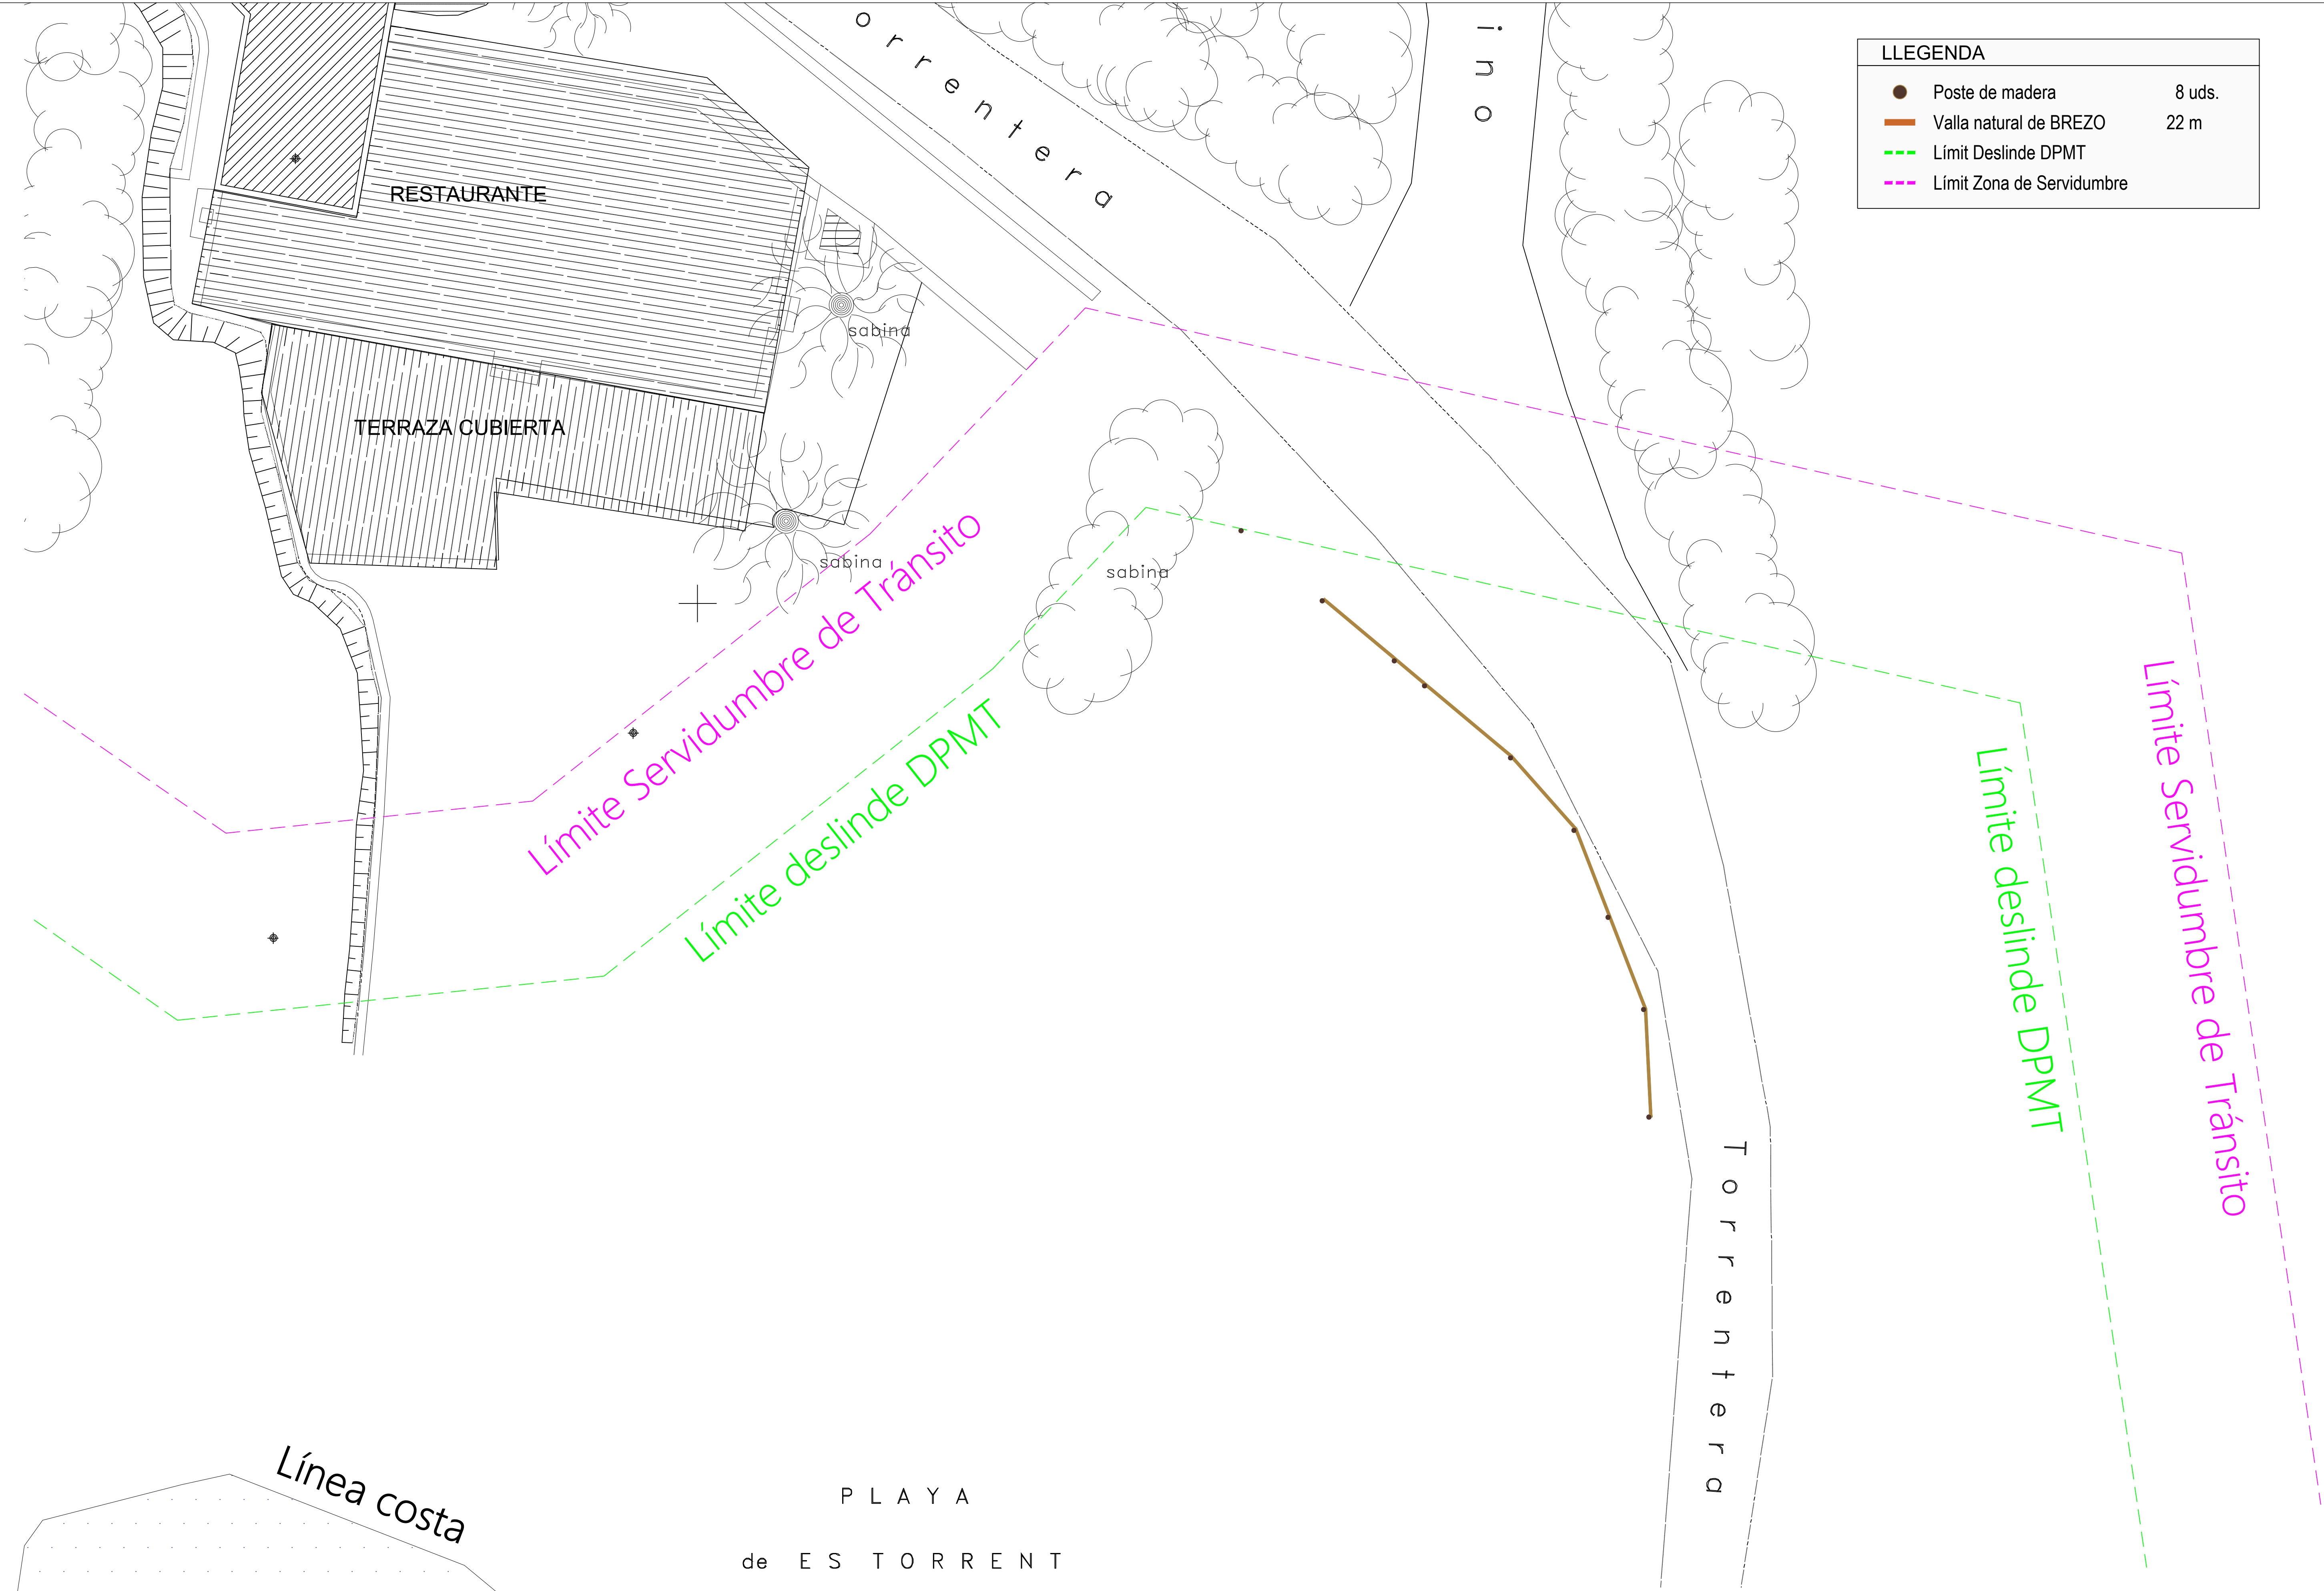 orrentera
ino
LLEGENDA
Poste de madera 8 uds.
Valla natural de BREZO 22 m
Límit Deslinde DPMT
Límit Zona de Servidumbre
RESTAURANTE
sabina
TERRAZA CUBIERTA
sabina
sabina
Límite Servidumbre de Tránsito
Límite deslinde DPMT
Límite deslinde DPMT
Límite Servidumbre de Tránsito
Torrentera
Línea costa
PLAYA
de ES TORRENT